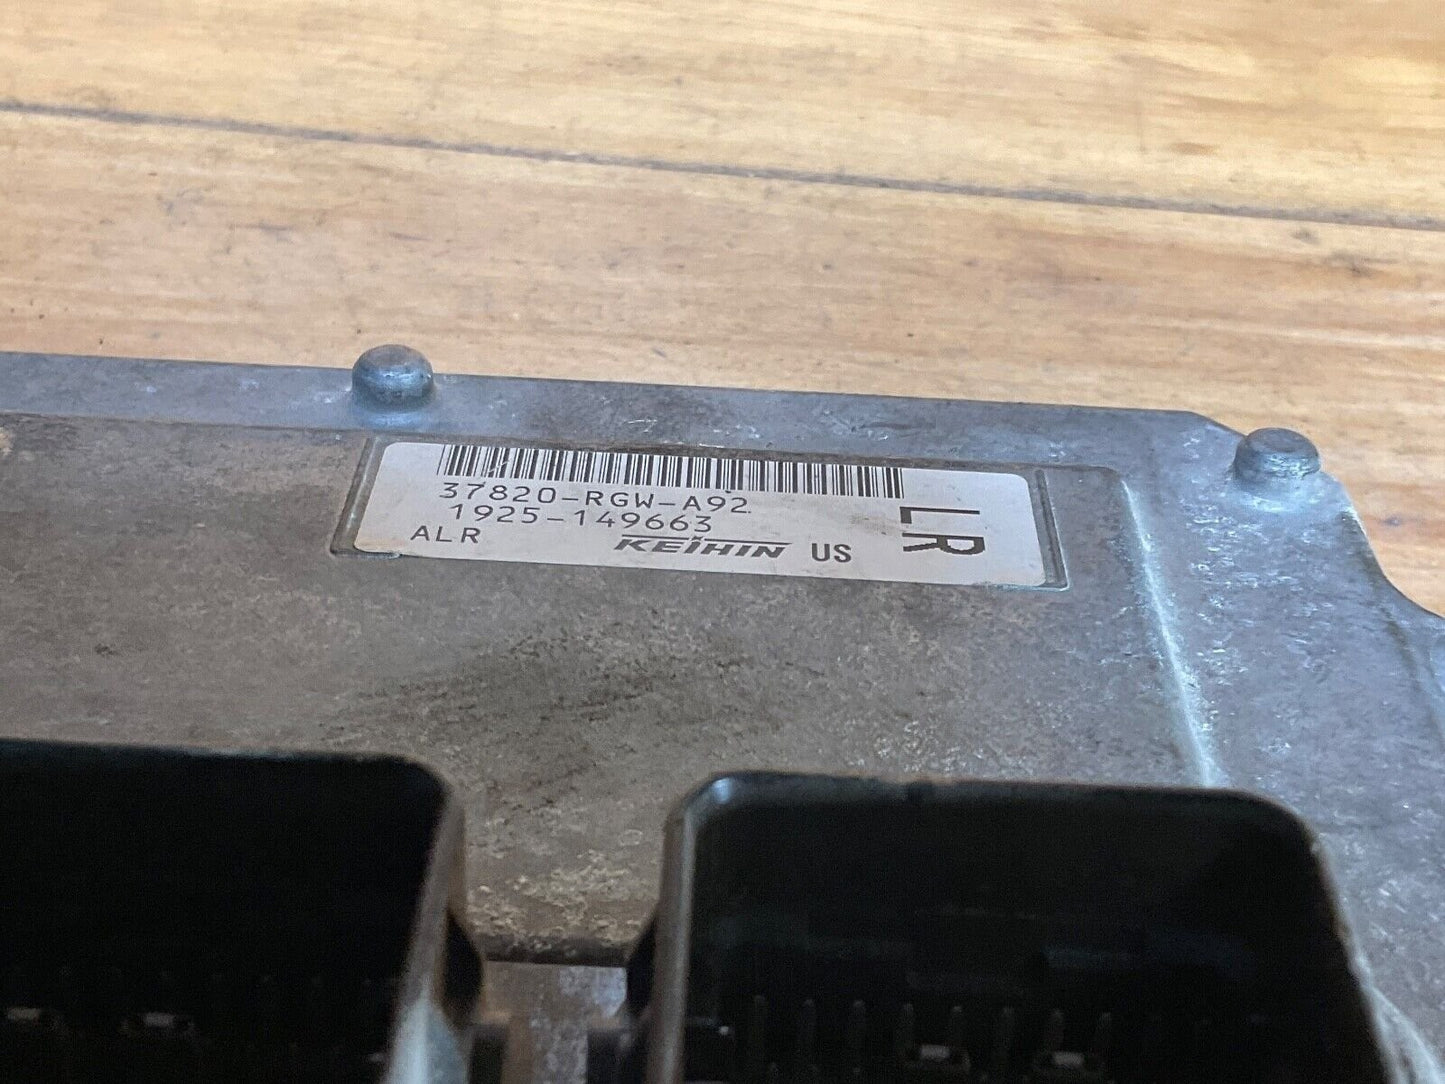 37820-RGW-A92
1925-149663
ALR KEIHIN US
LR